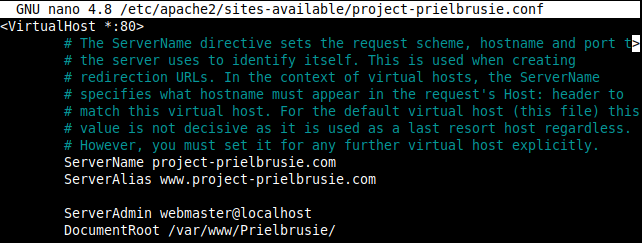 GNU nano 4.8 /etc/apache2/sites-available/project-prielbrusie.conf
<VirtualHost *:80>
# The ServerName directive sets the request scheme, hostname and port t>
# the server uses to identify itself. This is used when creating
# redirection URLs. In the context of virtual hosts, the ServerName
# specifies what hostname must appear in the request's Host: header to
# match this virtual host. For the default virtual host (this file) this
# value is not decisive as it is used as a last resort host regardless.
# However, you must set it for any further virtual host explicitly.
ServerName project-prielbrusie.com
ServerAlias www.project-prielbrusie.com
ServerAdmin webmaster@localhost
DocumentRoot /var/www/Prielbrusie/